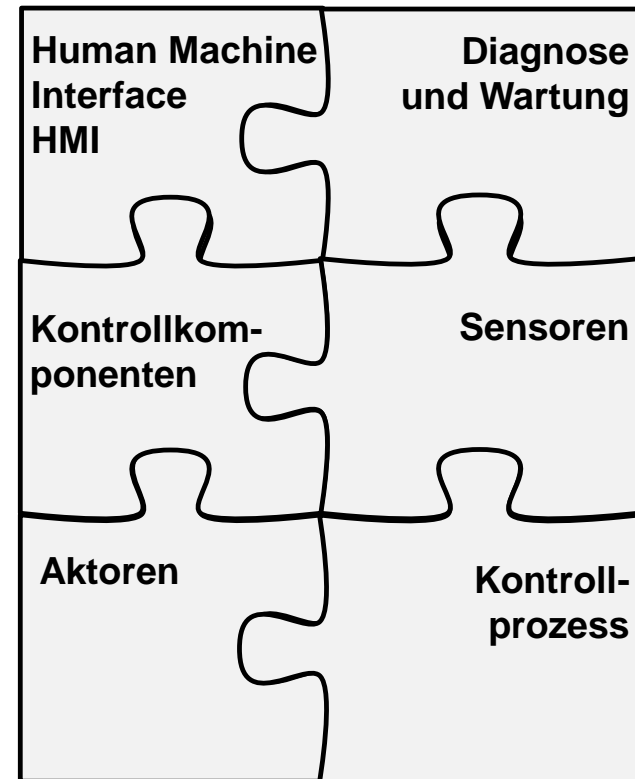 Human Machine
Interface
HMI
Diagnose
und Wartung
Kontrollkom-
ponenten
Sensoren
Aktoren
Kontroll-
prozess